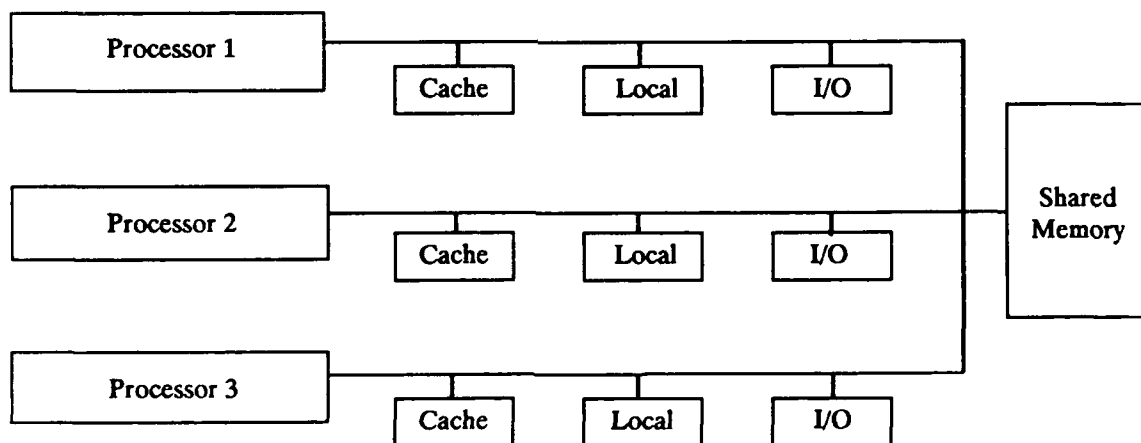 Processor 1
Cache
Local
I/O
Shared
Memory
Processor 2
Cache
Local
I/O
Processor 3
Cache
Local
I/O